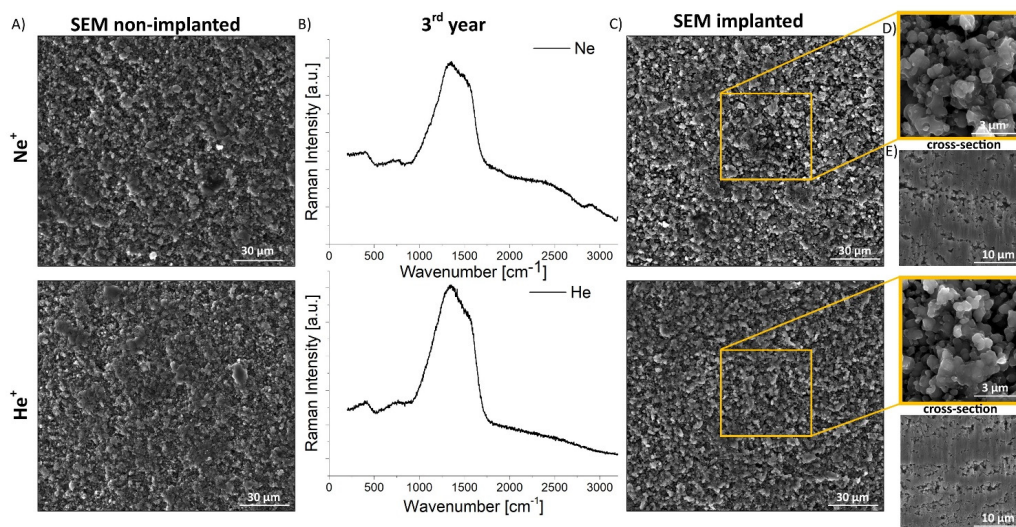 A)
SEM non-implanted
B)
3rd year
C)
SEM implanted
D)
Ne+
30 µm
Raman Intensity [a.u.]
Ne
0 500 1000 1500 2000 2500 3000
Wavenumber [cm-1]
30 µm
3 µm
cross-section
E)
10 µm
He+
30 µm
Raman Intensity [a.u.]
He
0 500 1000 1500 2000 2500 3000
Wavenumber [cm-1]
30 µm
3 µm
cross-section
10 µm